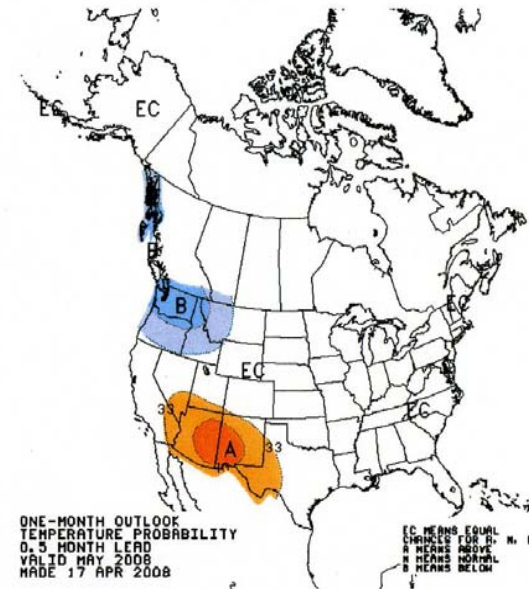 EC
EC
B
B
EC
EC
33
EC
A
33
ONE-MONTH OUTLOOK
TEMPERATURE PROBABILITY
0.5 MONTH LEAD
VALID MAY 2008
MADE 17 APR 2008
EC MEANS EQUAL
CHANCES FOR A, N, B
A MEANS ABOVE
N MEANS NORMAL
B MEANS BELOW